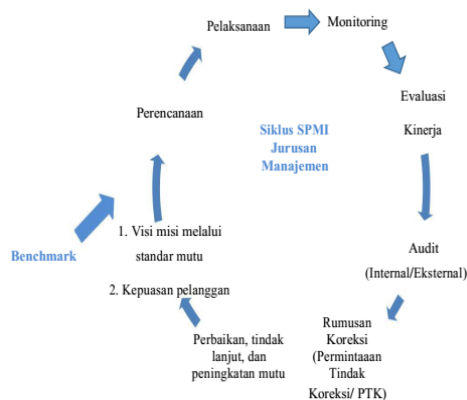 Pelaksanaan
Monitoring
Evaluasi
Kinerja
Perencanaan
Siklus SPMI
Jurusan
Manajemen
Benchmark
1. Visi misi melalui
standar mutu
2. Kepuasan pelanggan
Audit
(Internal/Eksternal)
Rumusan
Koreksi
(Permintaaan
Tindak
Koreksi/ PTK)
Perbaikan, tindak
lanjut, dan
peningkatan mutu